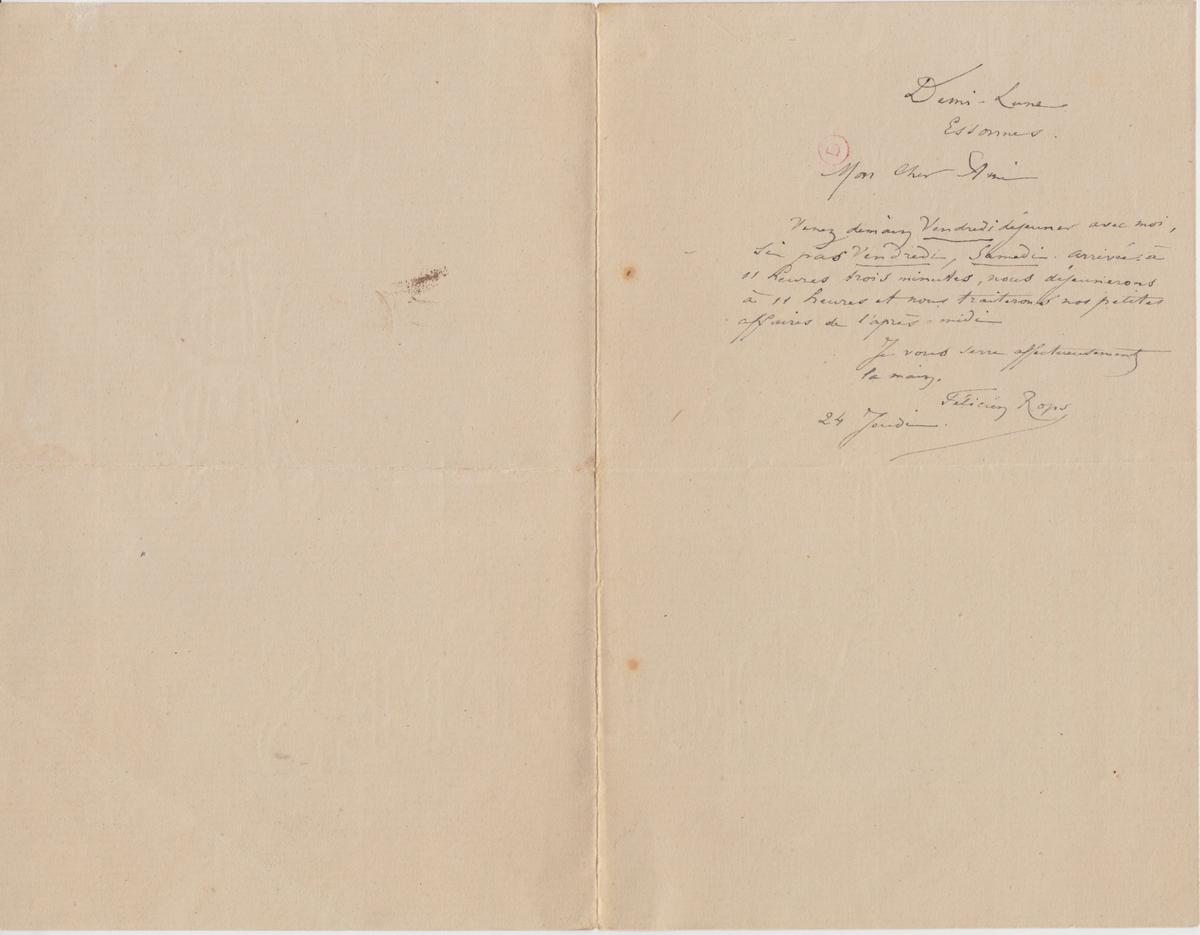 Demi-Lune
Essonnes.
Mon Cher Ami
Venez demain Vendredi déjeuner avec moi,
Si pas Vendredi, Samedi. arrivée à
11 heures trois minutes, nous déjeunerons
à 11 heures et nous traiterons nos petites
affaires de l'après-midi
Je vous serre affectueusement
la main.
Félicien Rops
24 Jeudi.